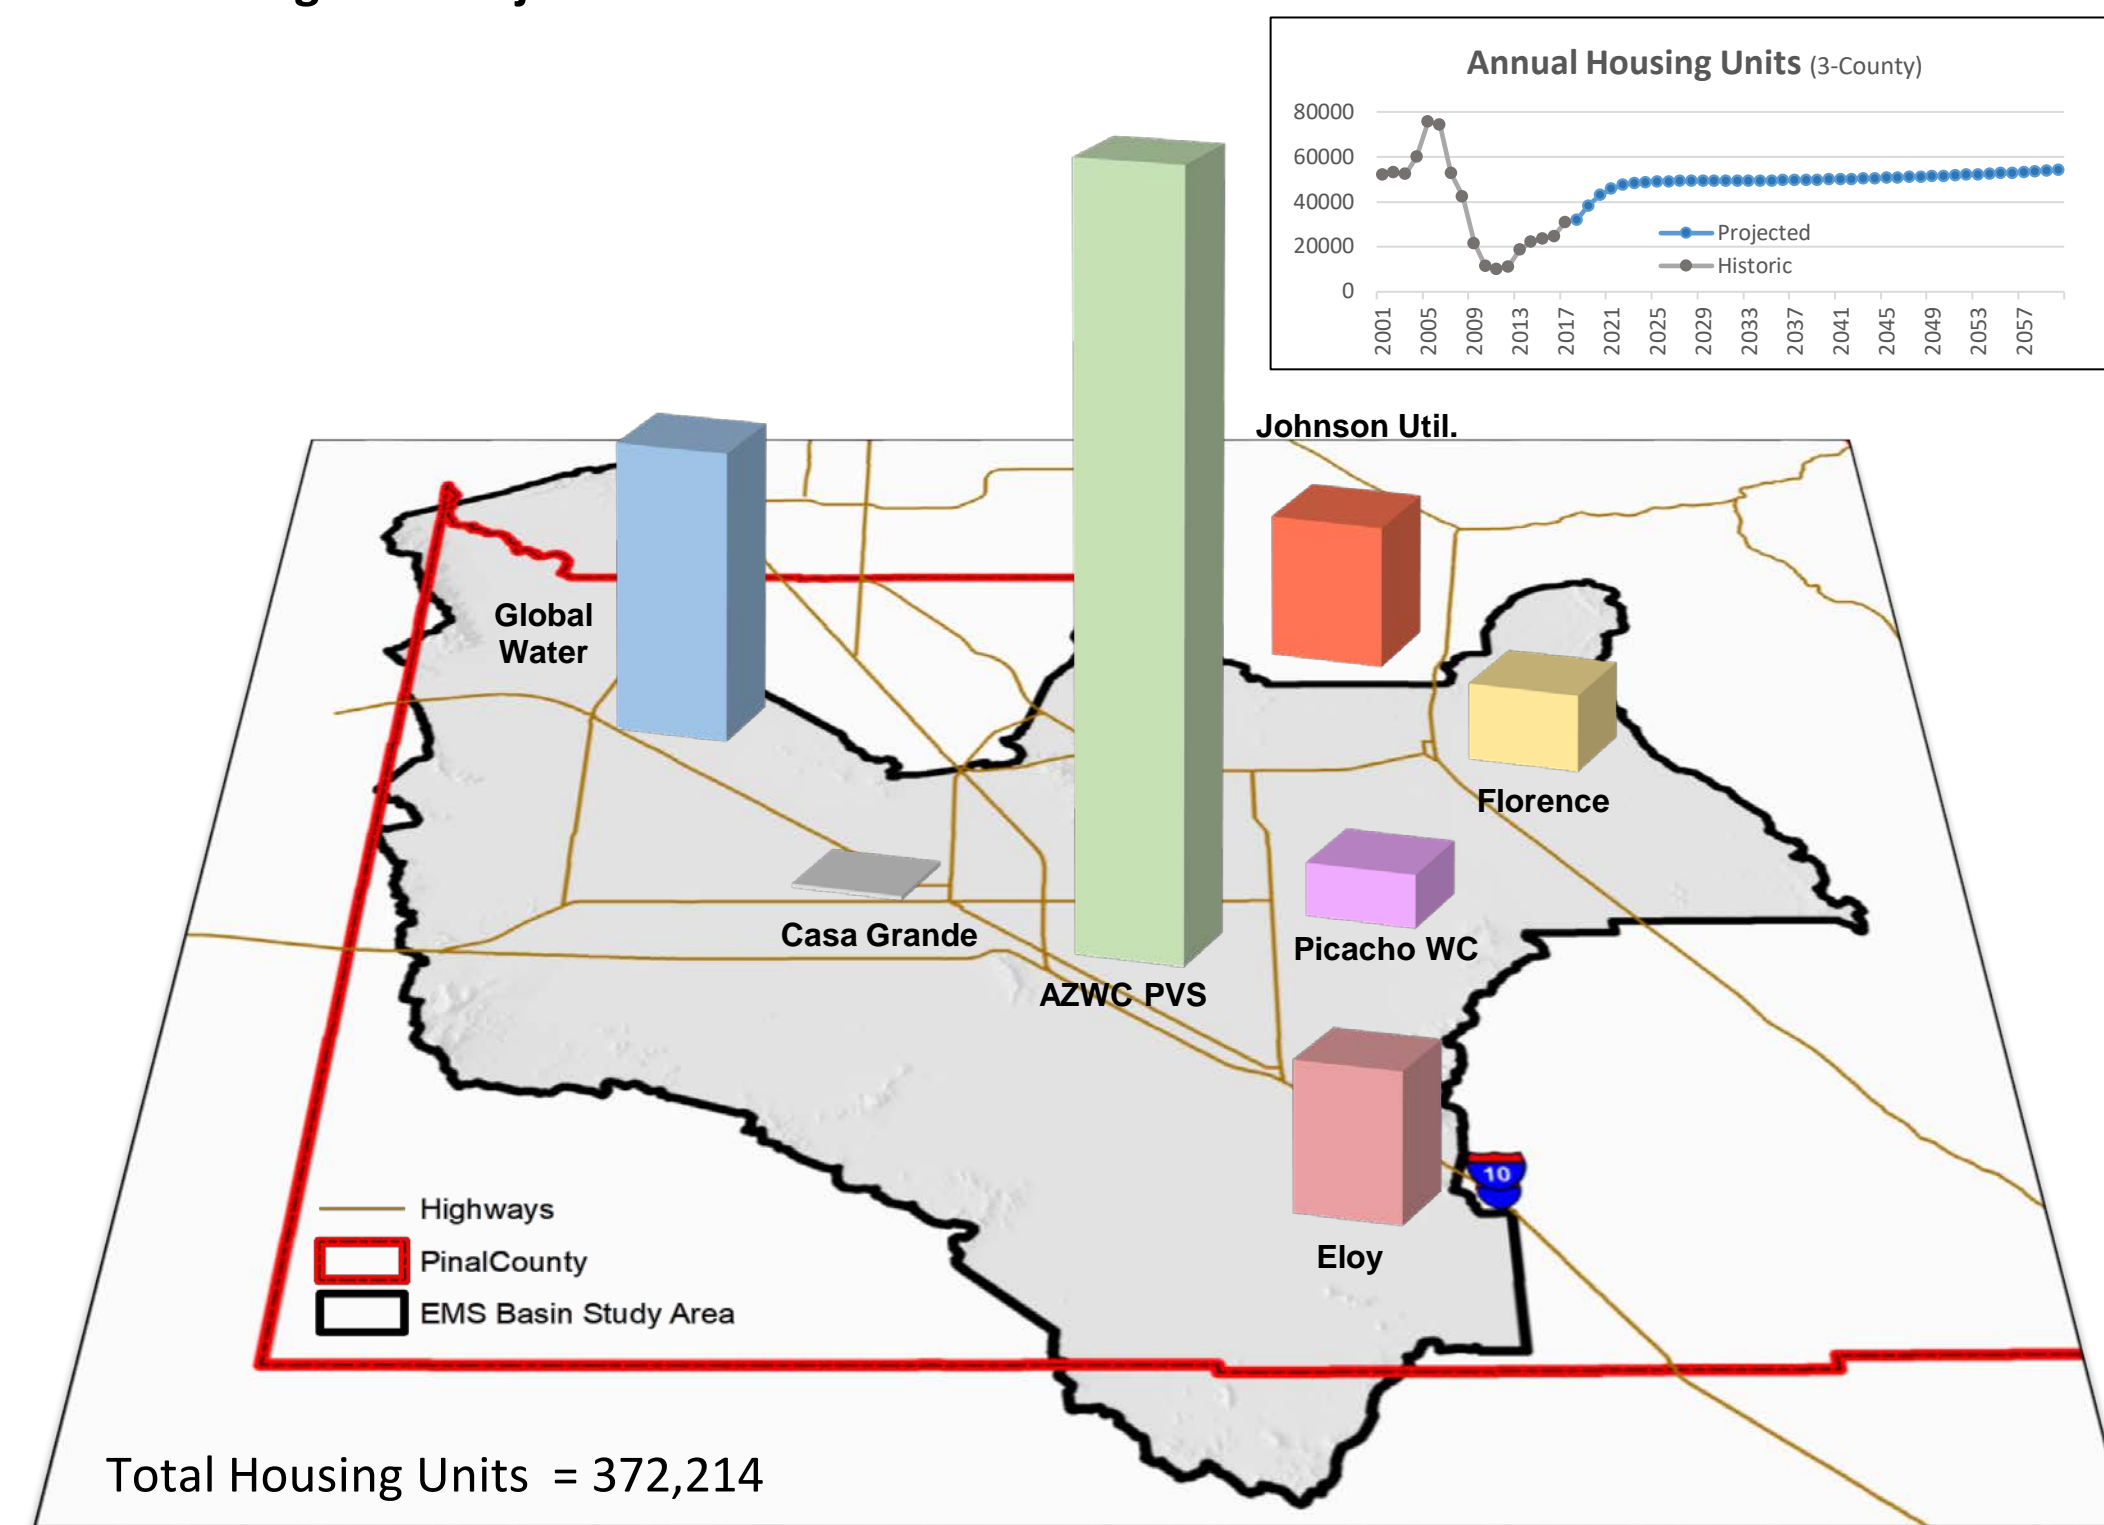 Annual Housing Units (3-County)
80000
60000
40000
20000
0
Projected
Historic
2001
2005
2009
2013
2017
2021
2025
2029
2033
2037
2041
2045
2049
2053
2057
Johnson Util.
Global
Water
Florence
Casa Grande
Picacho WC
AZWC PVS
10
Eloy
Highways
PinalCounty
EMS Basin Study Area
Total Housing Units = 372,214